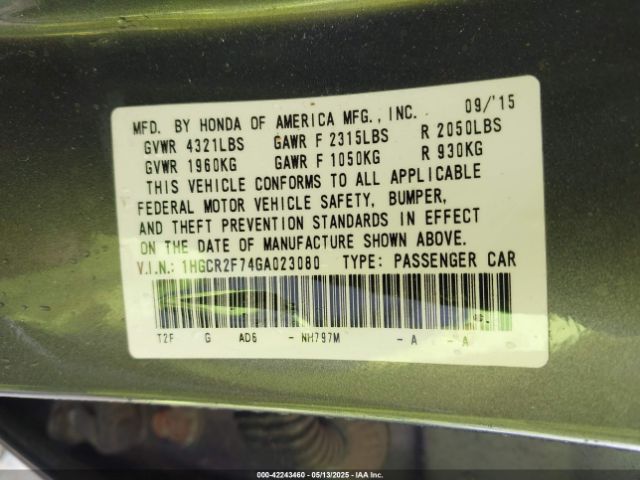 MFD. BY HONDA OF AMERICA MFG., INC. 09/'15
GVWR 4321LBS GAWR F 2315LBS R 2050LBS
GVWR 1960KG GAWR F 1050KG R 930KG
THIS VEHICLE CONFORMS TO ALL APPLICABLE
FEDERAL MOTOR VEHICLE SAFETY, BUMPER,
AND THEFT PREVENTION STANDARDS IN EFFECT
ON THE DATE OF MANUFACTURE SHOWN ABOVE.
V.I.N.: 1HGCR2F74GA023080 TYPE: PASSENGER CAR
T2F G AD6 - NH797M - A - A
000-42243460 - 05/13/2025 - IAA Inc.